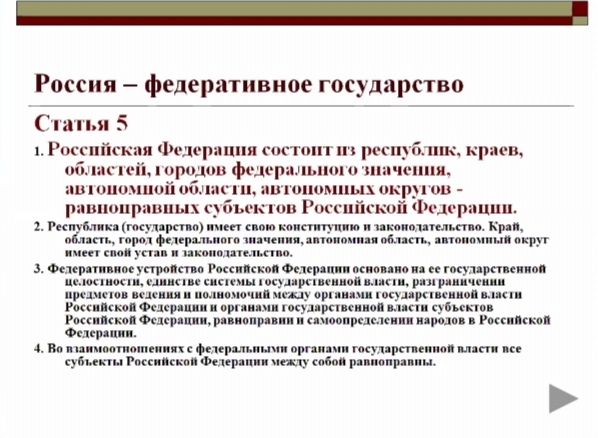 Россия – федеративное государство
Статья 5
1. Российская Федерация состоит из республик, краев,
областей, городов федерального значения,
автономной области, автономных округов -
равноправных субъектов Российской Федерации.
2. Республика (государство) имеет свою конституцию и законодательство. Край,
область, город федерального значения, автономная область, автономный округ
имеет свой устав и законодательство.
3. Федеративное устройство Российской Федерации основано на ее государственной
целостности, единстве системы государственной власти, разграничении
предметов ведения и полномочий между органами государственной власти
Российской Федерации и органами государственной власти субъектов
Российской Федерации, равноправии и самоопределении народов в Российской
Федерации.
4. Во взаимоотношениях с федеральными органами государственной власти все
субъекты Российской Федерации между собой равноправны.